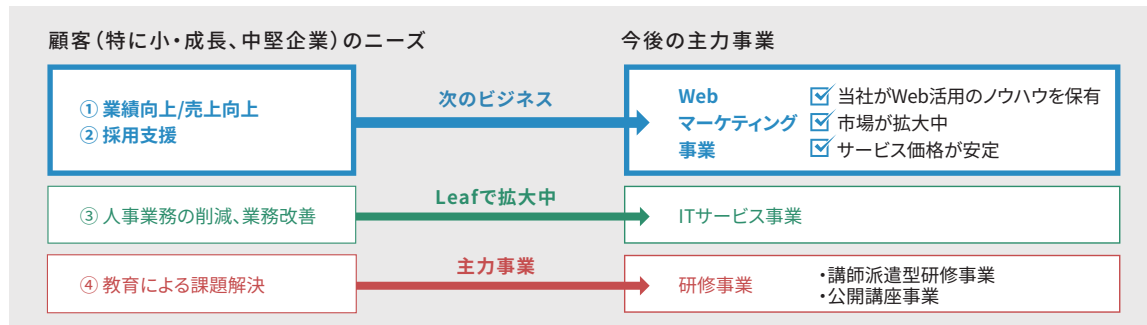 顧客(特に小・成長、中堅企業)のニーズ
今後の主力事業
① 業績向上/売上向上
② 採用支援
次のビジネス
Web
マーケティング
事業
当社がWeb活用のノウハウを保有
市場が拡大中
サービス価格が安定
③ 人事業務の削減、業務改善
Leafで拡大中
ITサービス事業
④ 教育による課題解決
主力事業
研修事業
・講師派遣型研修事業
・公開講座事業